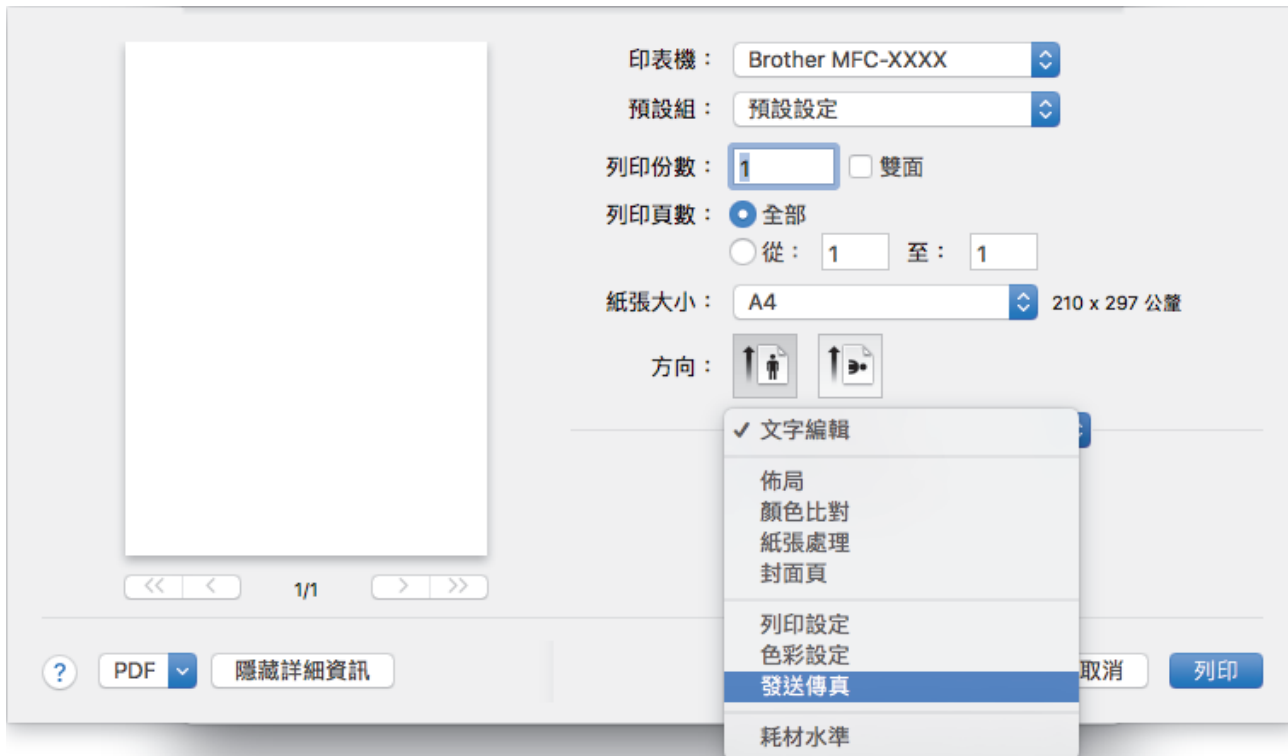 印表機： Brother MFC-XXXX
預設組： 預設設定
列印份數： 1 雙面
列印頁數： 全部
從： 1 至： 1
紙張大小： A4 210 x 297 公釐
方向：
✓ 文字編輯
佈局
顏色比對
紙張處理
封面頁
1/1
列印設定
色彩設定
發送傳真
耗材水準
? PDF 隱藏詳細資訊 取消 列印